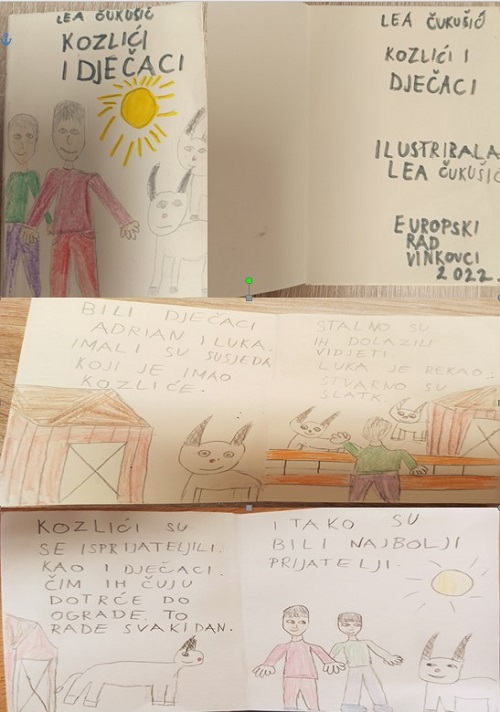 LEA ČUKUŠIĆ
KOZLIĆI
I DJEČACI
LEA ČUKUŠIĆ
KOZLIĆI I
DJEČACI
ILUSTRIRALA
LEA ČUKUŠIĆ
EUROPSKI
RAD
VINKOVCI
2022.
BILI DJEČACI
ADRIAN I LUKA.
IMALI SU SUSJEDA
KOJI JE IMAO
KOZLIĆE.
STALNO SU
IH DOLAZILI
VIDJETI.
LUKA JE REKAO:
STVARNO SU
SLATK.
KOZLIĆI SU
SE ISPRIJATELJILI.
KAO I DJEČACI.
ČIM IH ČUJU
DOTRČE DO
OGRADE. TO
RADE SVAKI DAN.
I TAKO SU
BILI NAJBOLJI
PRIJATELJI.